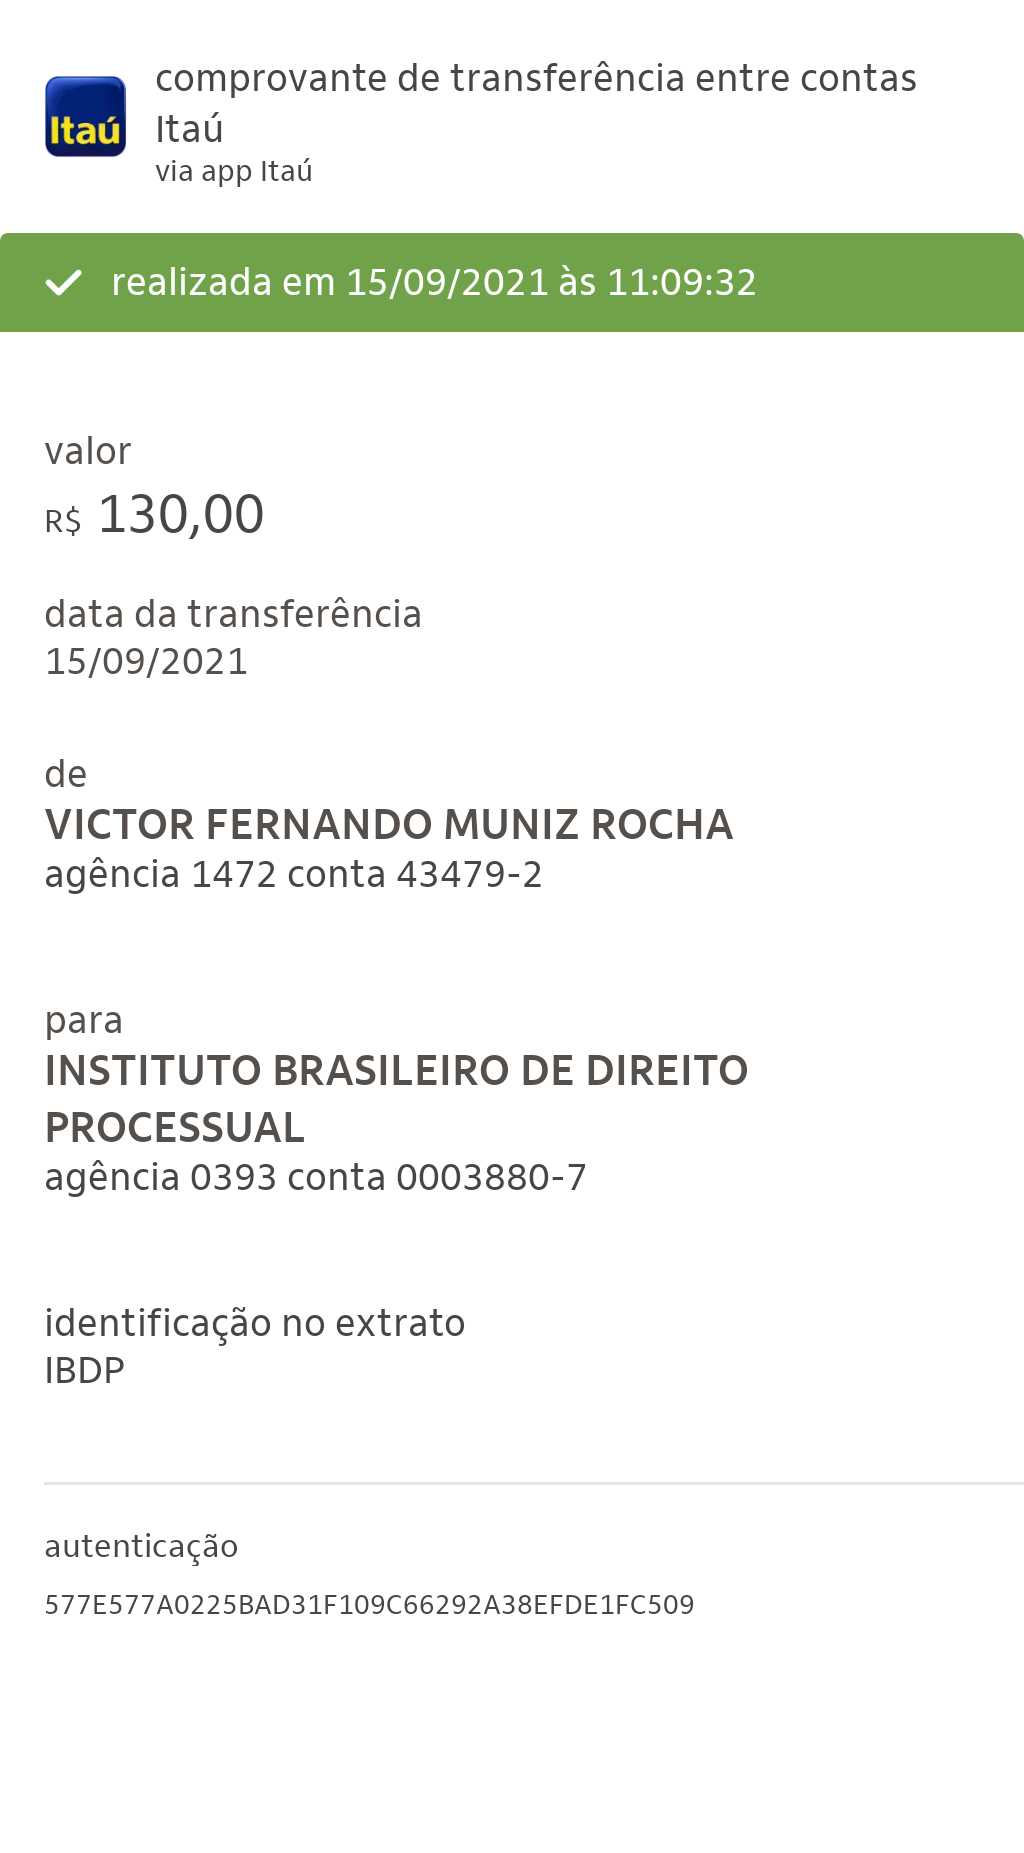 Itaú
comprovante de transferência entre contas
Itaú
via app Itaú
realizada em 15/09/2021 às 11:09:32
valor
R$ 130,00
data da transferência
15/09/2021
de
VICTOR FERNANDO MUNIZ ROCHA
agência 1472 conta 43479-2
para
INSTITUTO BRASILEIRO DE DIREITO
PROCESSUAL
agência 0393 conta 0003880-7
identificação no extrato
IBDP
autenticação
577E577A0225BAD31F109C66292A38EFDE1FC509